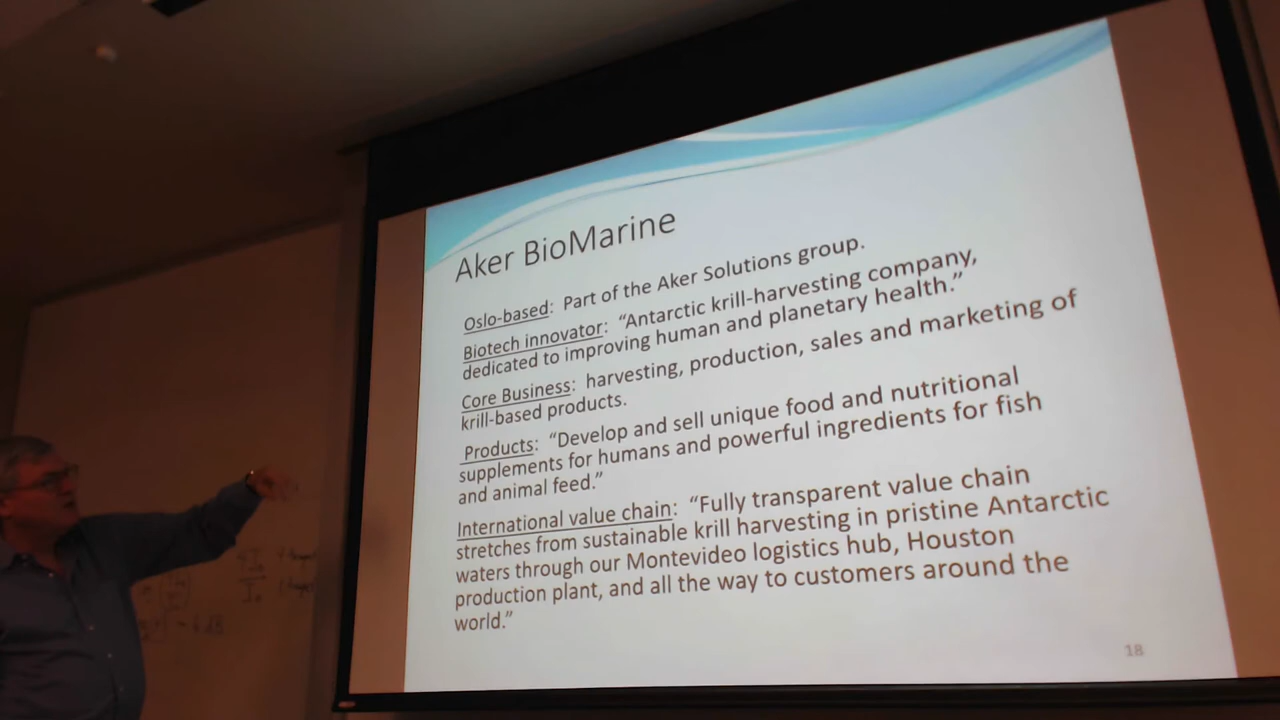 Aker BioMarine
Oslo-based: Part of the Aker Solutions group.
Biotech innovator: “Antarctic krill-harvesting company,
dedicated to improving human and planetary health.”
Core Business: harvesting, production, sales and marketing of
krill-based products.
Products: “Develop and sell unique food and nutritional
supplements for humans and powerful ingredients for fish
and animal feed.”
International value chain: “Fully transparent value chain
stretches from sustainable krill harvesting in pristine Antarctic
waters through our Montevideo logistics hub, Houston
production plant, and all the way to customers around the
world.”
18